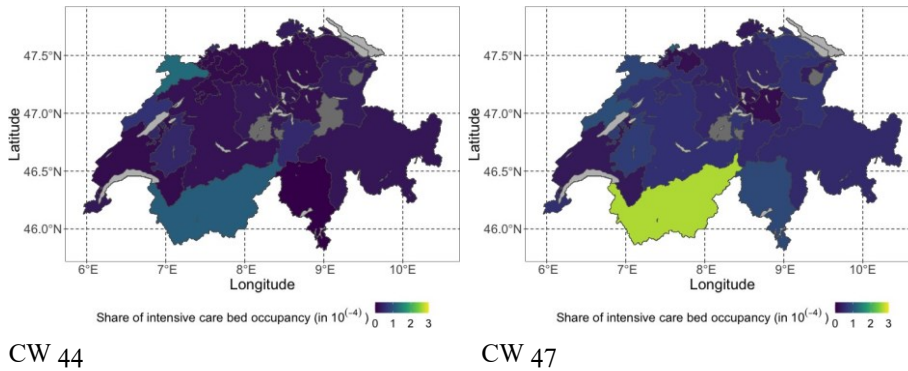 47.5°N
47.0°N
46.5°N
46.0°N
Latitude
6°E 7°E 8°E 9°E 10°E
Longitude
Share of intensive care bed occupancy (in 10(-4) )
0 1 2 3
CW 44
47.5°N
47.0°N
46.5°N
46.0°N
Latitude
6°E 7°E 8°E 9°E 10°E
Longitude
Share of intensive care bed occupancy (in 10(-4) )
0 1 2 3
CW 47